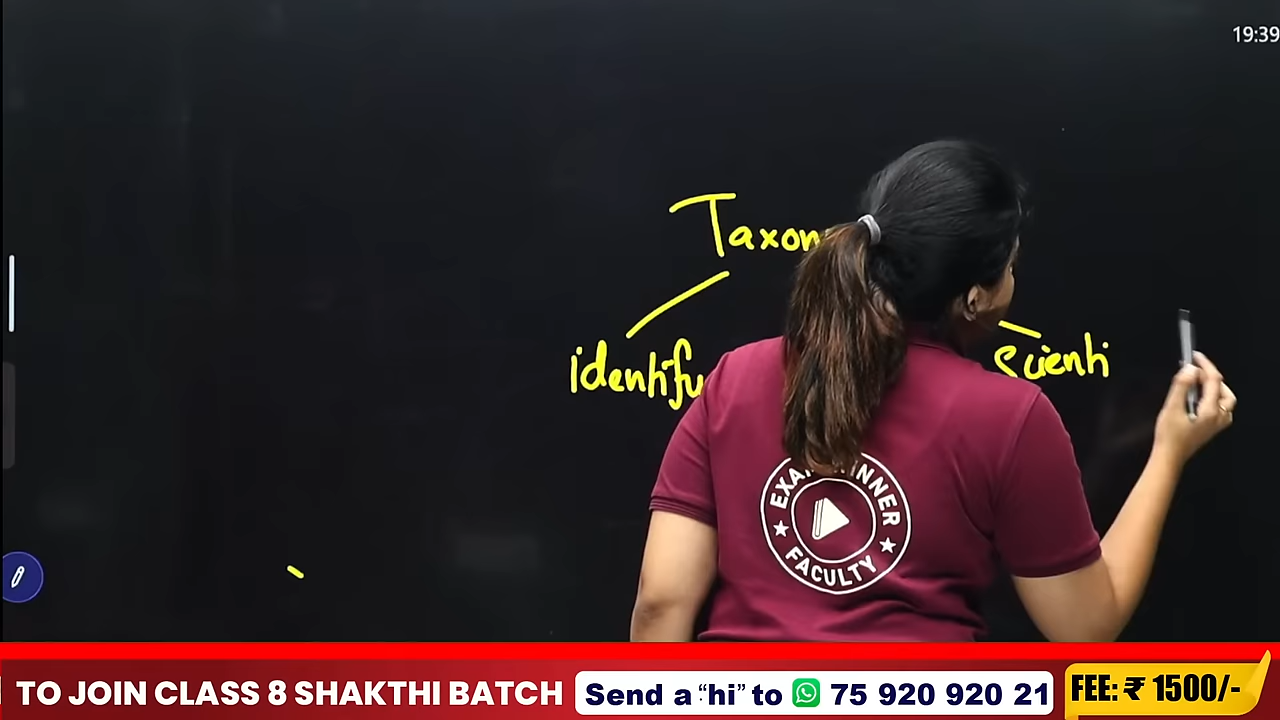 19:39
Taxon
Identify
Scienti
EXAM WINNER
FACULTY
TO JOIN CLASS 8 SHAKTHI BATCH
Send a “hi” to 75 920 920 21
FEE: ₹ 1500/-